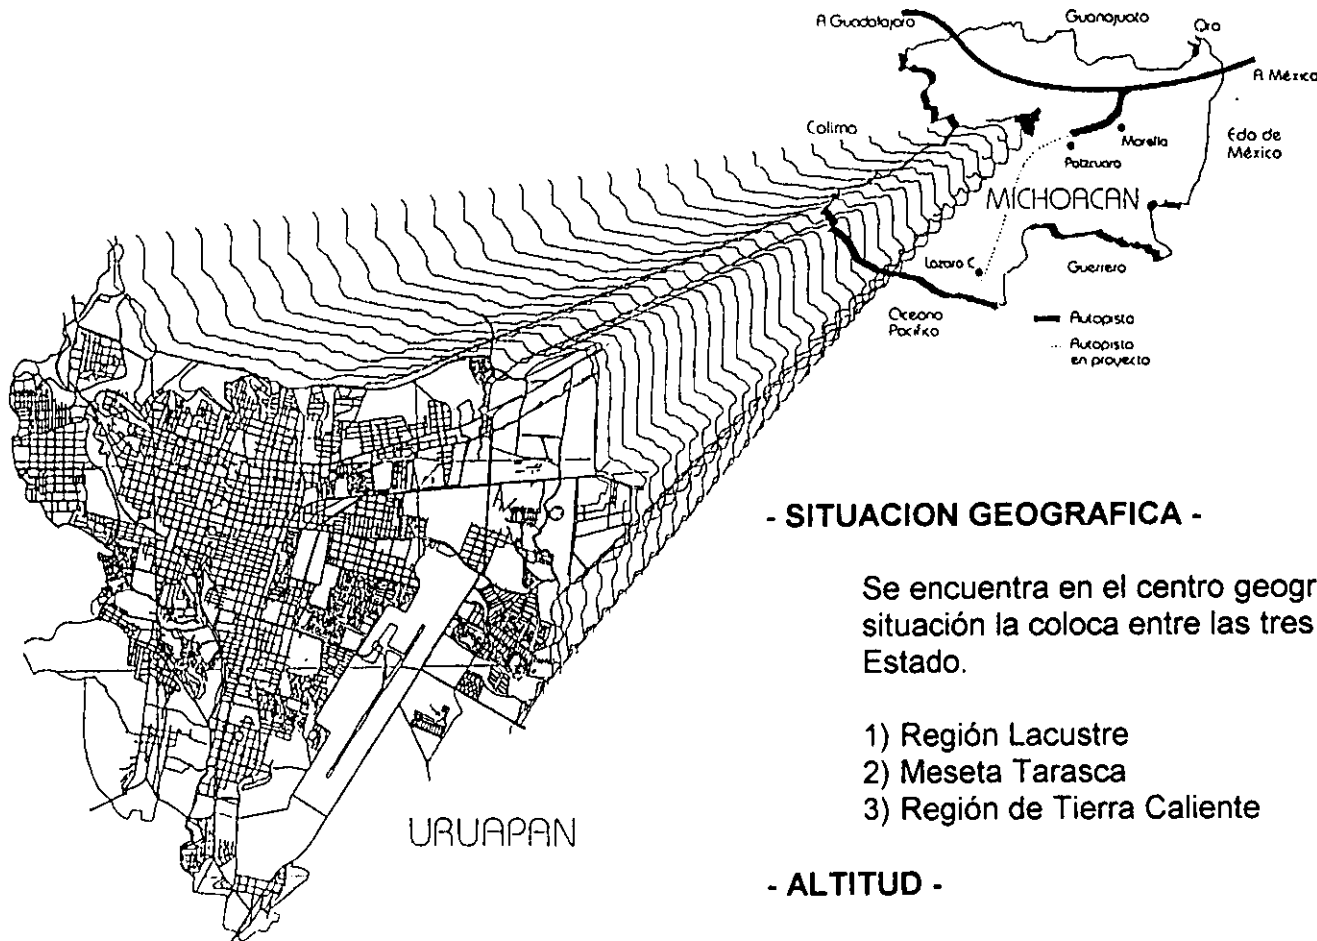 A Guadalajara
Guanajuato
Qro
A México
Colima
Morelia
Patzcuaro
Edo de
México
MICHOACAN
Lazaro C.
Guerrero
Oceano
Pacifico
Autopista
Autopista
en proyecto
URUAPAN
- SITUACION GEOGRAFICA -
Se encuentra en el centro geogr
situación la coloca entre las tres
Estado.
1) Región Lacustre
2) Meseta Tarasca
3) Región de Tierra Caliente
- ALTITUD -